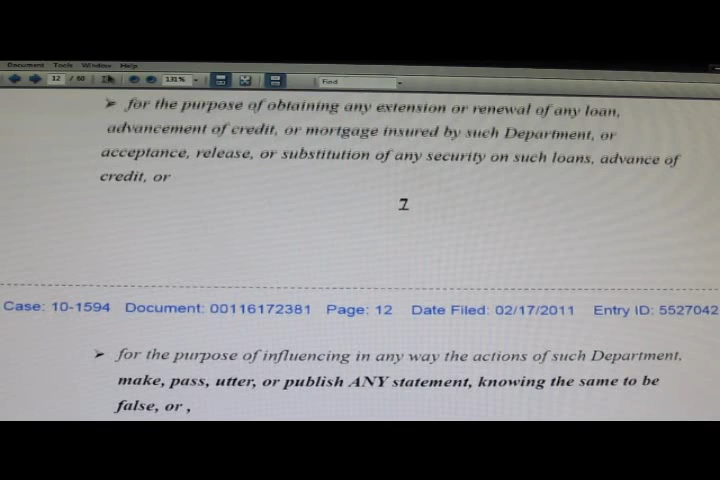 Document Tools Window Help
12 / 60 131% Find
➤ for the purpose of obtaining any extension or renewal of any loan,
advancement of credit, or mortgage insured by such Department, or
acceptance, release, or substitution of any security on such loans, advance of
credit, or
7
Case: 10-1594 Document: 00116172381 Page: 12 Date Filed: 02/17/2011 Entry ID: 5527042
➤ for the purpose of influencing in any way the actions of such Department,
make, pass, utter, or publish ANY statement, knowing the same to be
false, or ,